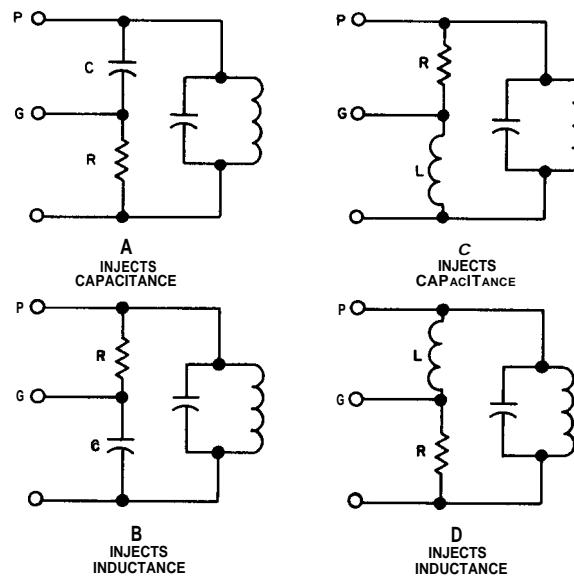 P
C
G
R
A
INJECTS
CAPACITANCE
P
R
G
L
C
INJECTS
CAPACITANCE
P
R
G
C
B
INJECTS
INDUCTANCE
P
L
G
R
D
INJECTS
INDUCTANCE